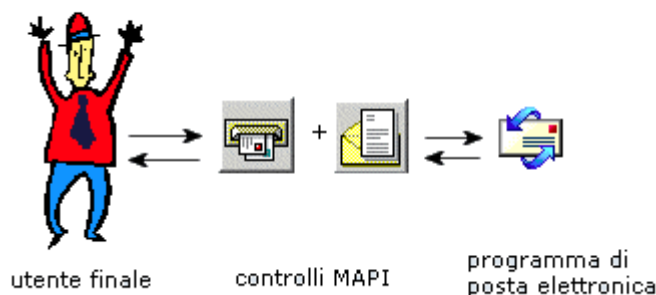 +
utente finale
controlli MAPI
programma di
posta elettronica